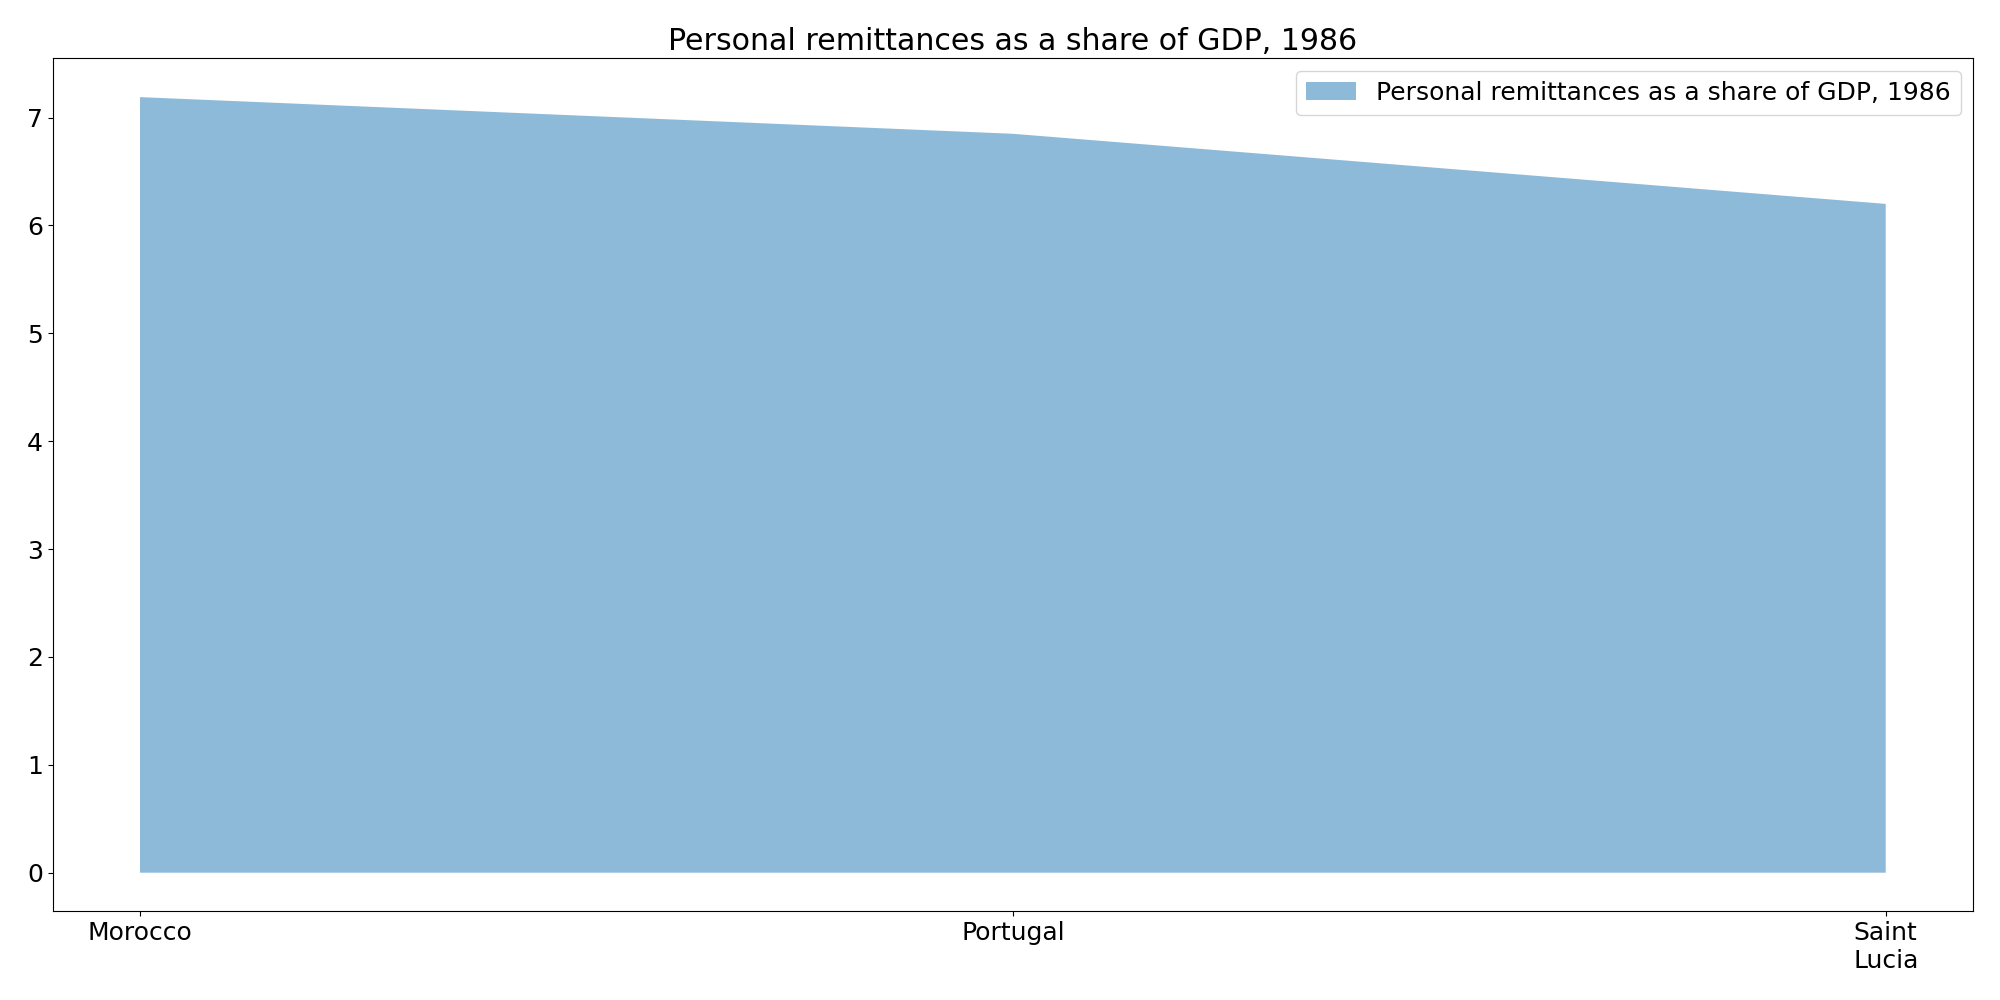 Personal remittances as a share of GDP, 1986
Personal remittances as a share of GDP, 1986
7
6
5
4
3
2
1
0
Morocco
Portugal
Saint
Lucia